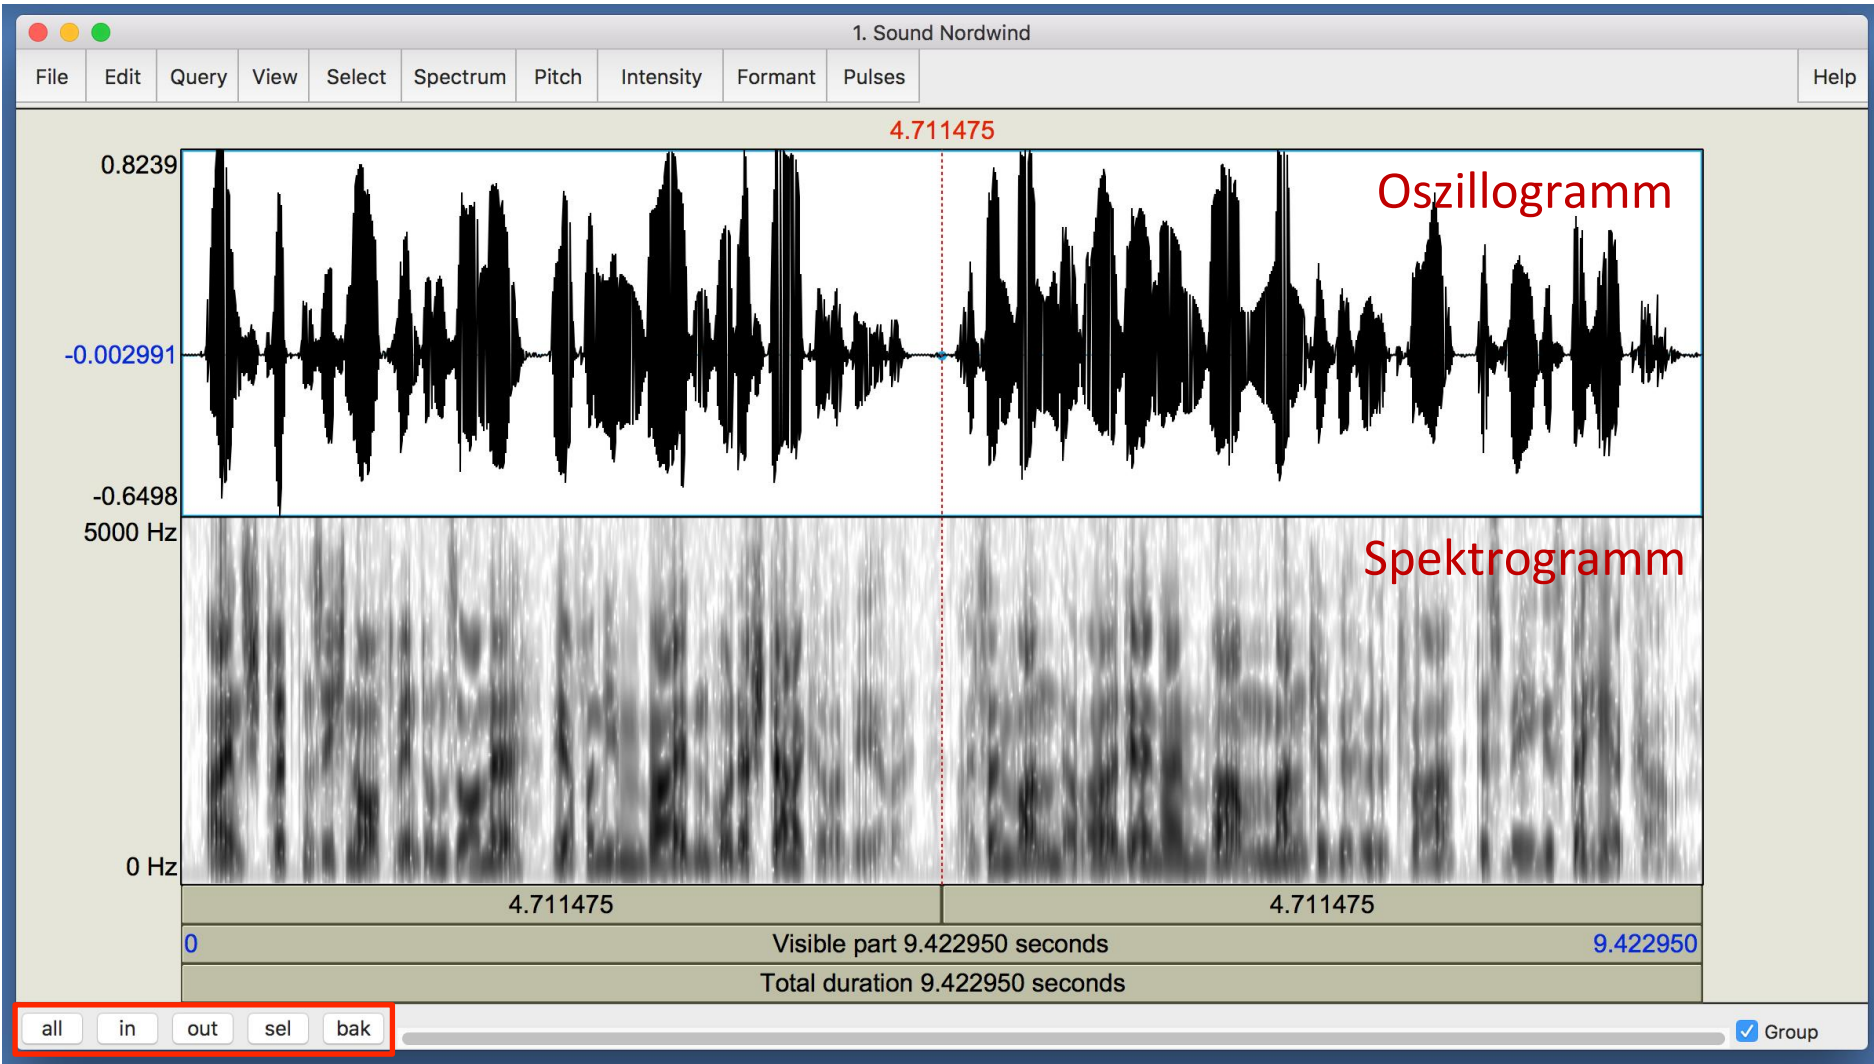 1. Sound Nordwind
File Edit Query View Select Spectrum Pitch Intensity Formant Pulses Help
4.711475
0.8239
Oszillogramm
-0.002991
-0.6498
5000 Hz
Spektrogramm
0 Hz
4.711475 4.711475
0 Visible part 9.422950 seconds 9.422950
Total duration 9.422950 seconds
all in out sel bak Group